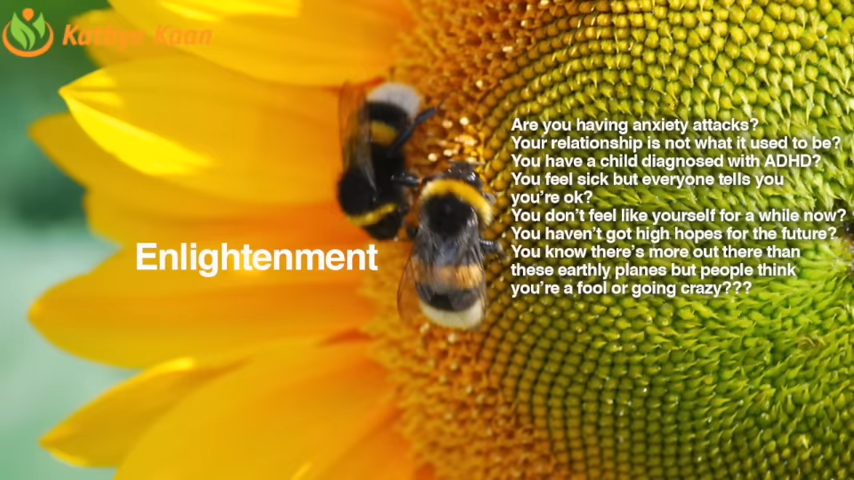 Kathye Kaan
Enlightenment
Are you having anxiety attacks?
Your relationship is not what it used to be?
You have a child diagnosed with ADHD?
You feel sick but everyone tells you
you're ok?
You don't feel like yourself for a while now?
You haven't got high hopes for the future?
You know there's more out there than
these earthly planes but people think
you're a fool or going crazy???